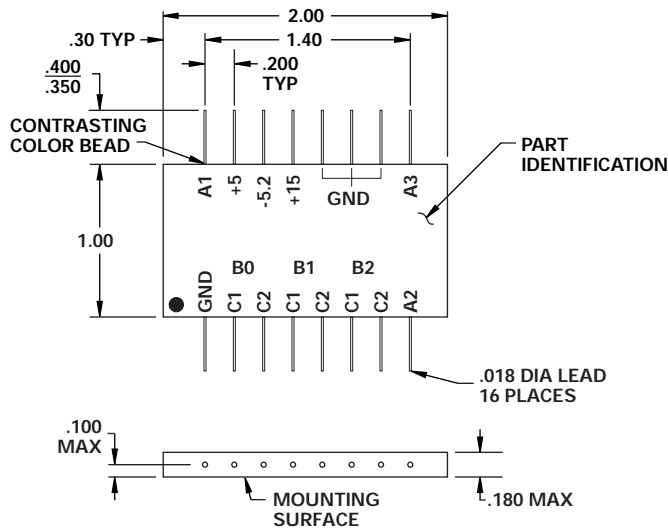 2.00
.30 TYP
1.40
.400
.350
.200
TYP
CONTRASTING
COLOR BEAD
PART
IDENTIFICATION
A1 +5 -5.2 +15 GND A3
1.00
B0 B1 B2
GND C1 C2 C1 C2 C1 C2 A2
.018 DIA LEAD
16 PLACES
.100
MAX
MOUNTING
SURFACE
.180 MAX